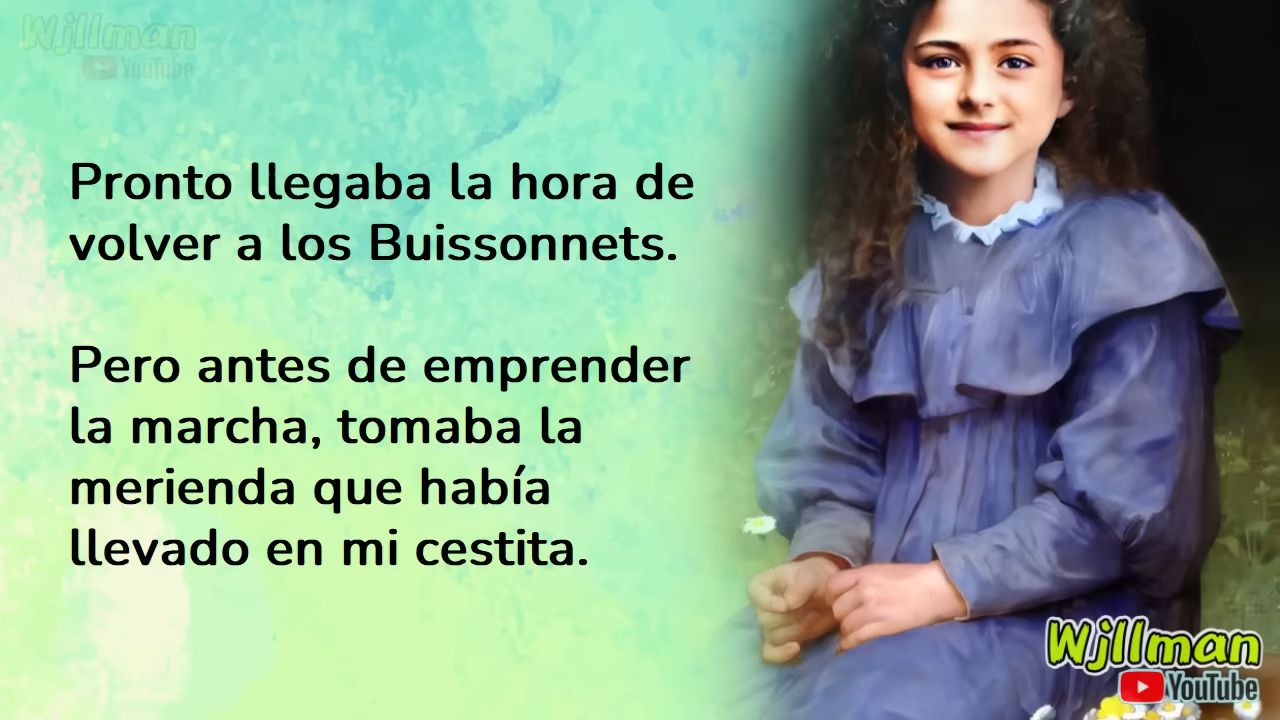 Wjllman
YouTube
Pronto llegaba la hora de
volver a los Buissonnets.
Pero antes de emprender
la marcha, tomaba la
merienda que había
llevado en mi cestita.
Wjllman
YouTube